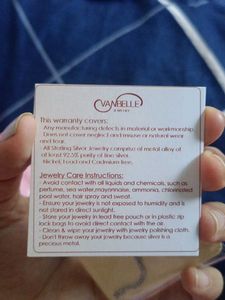 VANBELLE
JEWELRY
This warranty covers:
- Any manufacturing defects in material or workmanship.
- Does not cover neglect and misuse or natural wear
and tear.
- All Sterling Silver Jewelry comprise of metal alloy of
at least 92.5% purity of fine silver.
Nickel, Lead and Cadmium free.
Jewelry Care Instructions:
- Avoid contact with all liquids and chemicals, such as
perfume, sea water, mayonnaise, ammonia, chlorinated
pool water, hair spray and sweat.
- Ensure your jewelry is not exposed to humidity and is
not stored in direct sunlight.
- Store your jewelry in lead free pouch or in plastic zip
lock bags to avoid direct contact with the air.
- Clean & wipe your jewelry with jewelry polishing cloth.
- Don't throw away your jewelry because silver is a
precious metal.